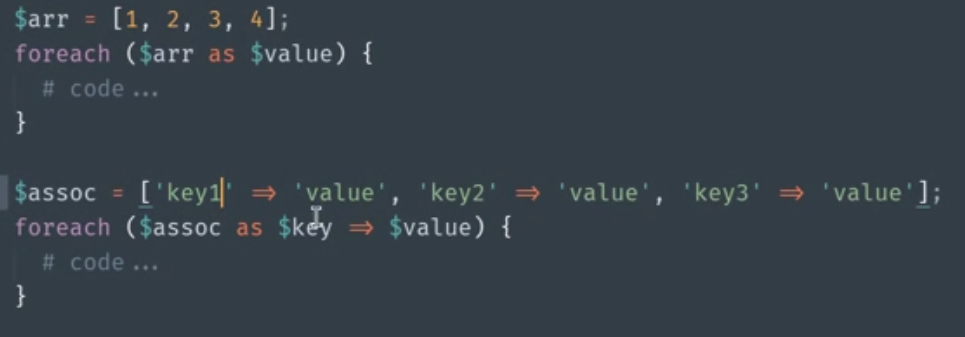 $arr = [1, 2, 3, 4];
foreach ($arr as $value) {
# code...
}
$assoc = ['key1' => 'value', 'key2' => 'value', 'key3' => 'value'];
foreach ($assoc as $key => $value) {
# code...
}